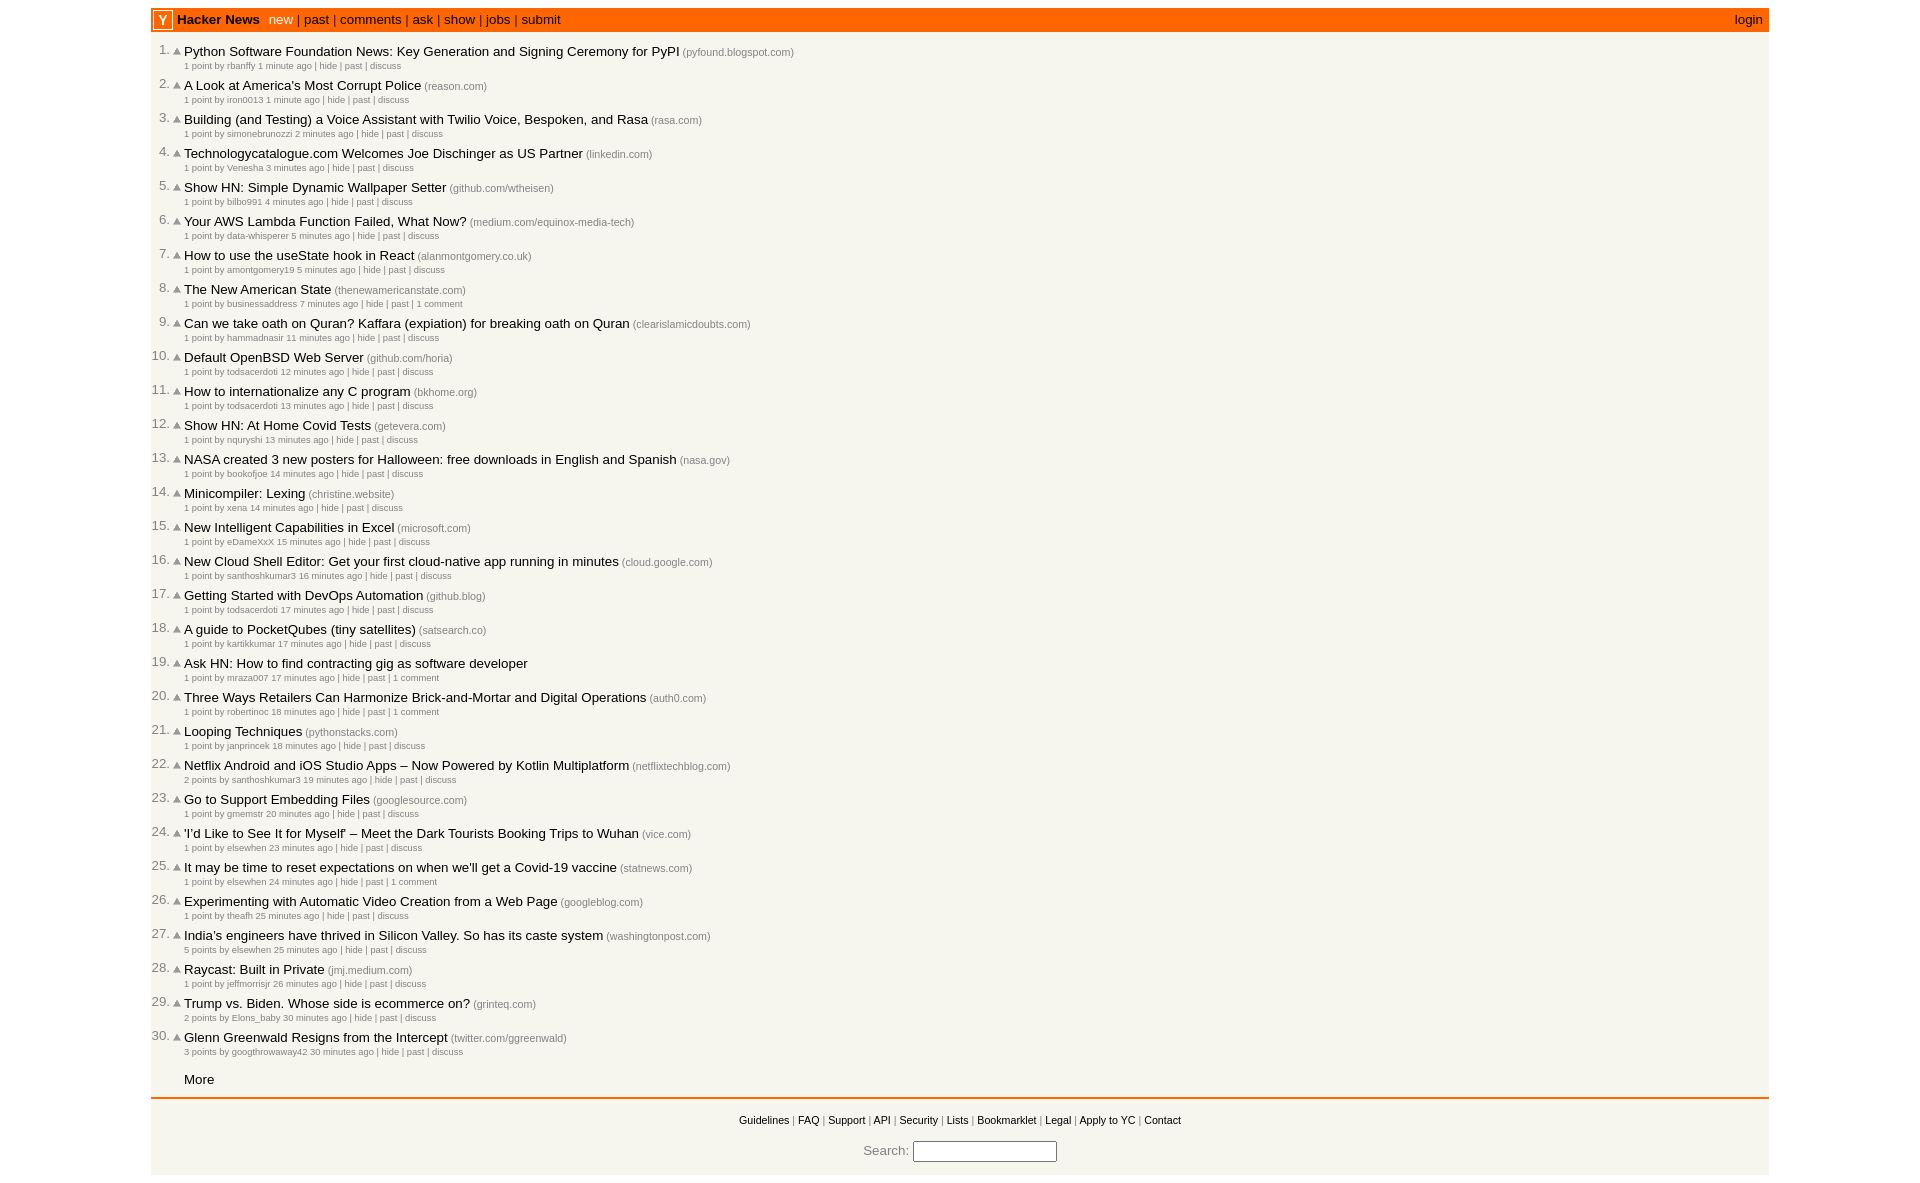 Y Hacker News new | past | comments | ask | show | jobs | submit login
1. Python Software Foundation News: Key Generation and Signing Ceremony for PyPI (pyfound.blogspot.com)
1 point by rbanffy 1 minute ago | hide | past | discuss
2. A Look at America's Most Corrupt Police (reason.com)
1 point by iron0013 1 minute ago | hide | past | discuss
3. Building (and Testing) a Voice Assistant with Twilio Voice, Bespoken, and Rasa (rasa.com)
1 point by simonebrunozzi 2 minutes ago | hide | past | discuss
4. Technologycatalogue.com Welcomes Joe Dischinger as US Partner (linkedin.com)
1 point by Venesha 3 minutes ago | hide | past | discuss
5. Show HN: Simple Dynamic Wallpaper Setter (github.com/wtheisen)
1 point by bilbo991 4 minutes ago | hide | past | discuss
6. Your AWS Lambda Function Failed, What Now? (medium.com/equinox-media-tech)
1 point by data-whisperer 5 minutes ago | hide | past | discuss
7. How to use the useState hook in React (alanmontgomery.co.uk)
1 point by amontgomery19 5 minutes ago | hide | past | discuss
8. The New American State (thenewamericanstate.com)
1 point by businessaddress 7 minutes ago | hide | past | 1 comment
9. Can we take oath on Quran? Kaffara (expiation) for breaking oath on Quran (clearislamicdoubts.com)
1 point by hammadnasir 11 minutes ago | hide | past | discuss
10. Default OpenBSD Web Server (github.com/horia)
1 point by todsacerdoti 12 minutes ago | hide | past | discuss
11. How to internationalize any C program (bkhome.org)
1 point by todsacerdoti 13 minutes ago | hide | past | discuss
12. Show HN: At Home Covid Tests (getevera.com)
1 point by nquryshi 13 minutes ago | hide | past | discuss
13. NASA created 3 new posters for Halloween: free downloads in English and Spanish (nasa.gov)
1 point by bookofjoe 14 minutes ago | hide | past | discuss
14. Minicompiler: Lexing (christine.website)
1 point by xena 14 minutes ago | hide | past | discuss
15. New Intelligent Capabilities in Excel (microsoft.com)
1 point by eDameXxX 15 minutes ago | hide | past | discuss
16. New Cloud Shell Editor: Get your first cloud-native app running in minutes (cloud.google.com)
1 point by santhoshkumar3 16 minutes ago | hide | past | discuss
17. Getting Started with DevOps Automation (github.blog)
1 point by todsacerdoti 17 minutes ago | hide | past | discuss
18. A guide to PocketQubes (tiny satellites) (satsearch.co)
1 point by kartikkumar 17 minutes ago | hide | past | discuss
19. Ask HN: How to find contracting gig as software developer
1 point by mraza007 17 minutes ago | hide | past | 1 comment
20. Three Ways Retailers Can Harmonize Brick-and-Mortar and Digital Operations (auth0.com)
1 point by robertinoc 18 minutes ago | hide | past | 1 comment
21. Looping Techniques (pythonstacks.com)
1 point by janprincek 18 minutes ago | hide | past | discuss
22. Netflix Android and iOS Studio Apps – Now Powered by Kotlin Multiplatform (netflixtechblog.com)
2 points by santhoshkumar3 19 minutes ago | hide | past | discuss
23. Go to Support Embedding Files (googlesource.com)
1 point by gmemstr 20 minutes ago | hide | past | discuss
24. 'I'd Like to See It for Myself' – Meet the Dark Tourists Booking Trips to Wuhan (vice.com)
1 point by elsewhen 23 minutes ago | hide | past | discuss
25. It may be time to reset expectations on when we'll get a Covid-19 vaccine (statnews.com)
1 point by elsewhen 24 minutes ago | hide | past | 1 comment
26. Experimenting with Automatic Video Creation from a Web Page (googleblog.com)
1 point by theafh 25 minutes ago | hide | past | discuss
27. India's engineers have thrived in Silicon Valley. So has its caste system (washingtonpost.com)
5 points by elsewhen 25 minutes ago | hide | past | discuss
28. Raycast: Built in Private (jmj.medium.com)
1 point by jeffmorrisjr 26 minutes ago | hide | past | discuss
29. Trump vs. Biden. Whose side is ecommerce on? (grinteq.com)
2 points by Elons_baby 30 minutes ago | hide | past | discuss
30. Glenn Greenwald Resigns from the Intercept (twitter.com/ggreenwald)
3 points by googthrowaway42 30 minutes ago | hide | past | discuss
More
Guidelines | FAQ | Support | API | Security | Lists | Bookmarklet | Legal | Apply to YC | Contact
Search: